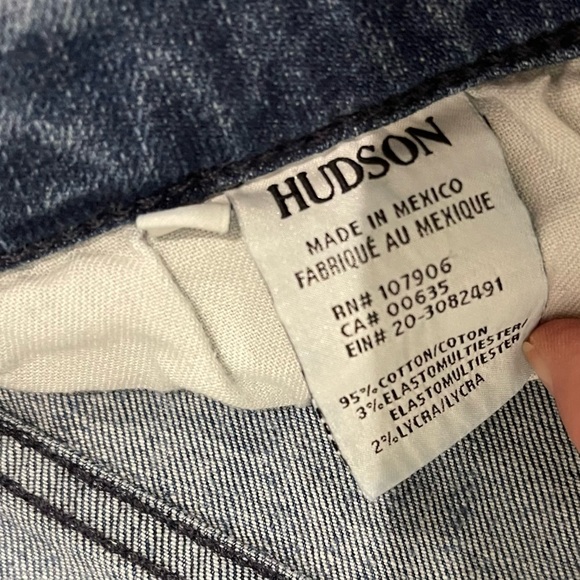 HUDSON
MADE IN MEXICO
FABRIQUÉ AU MEXIQUE
RN# 107906
CA# 00635
EIN# 20-3082491
95%COTTON/COTON
3%ELASTOMULTIESTER/
ELASTOMULTIESTER
2%LYCRA/LYCRA